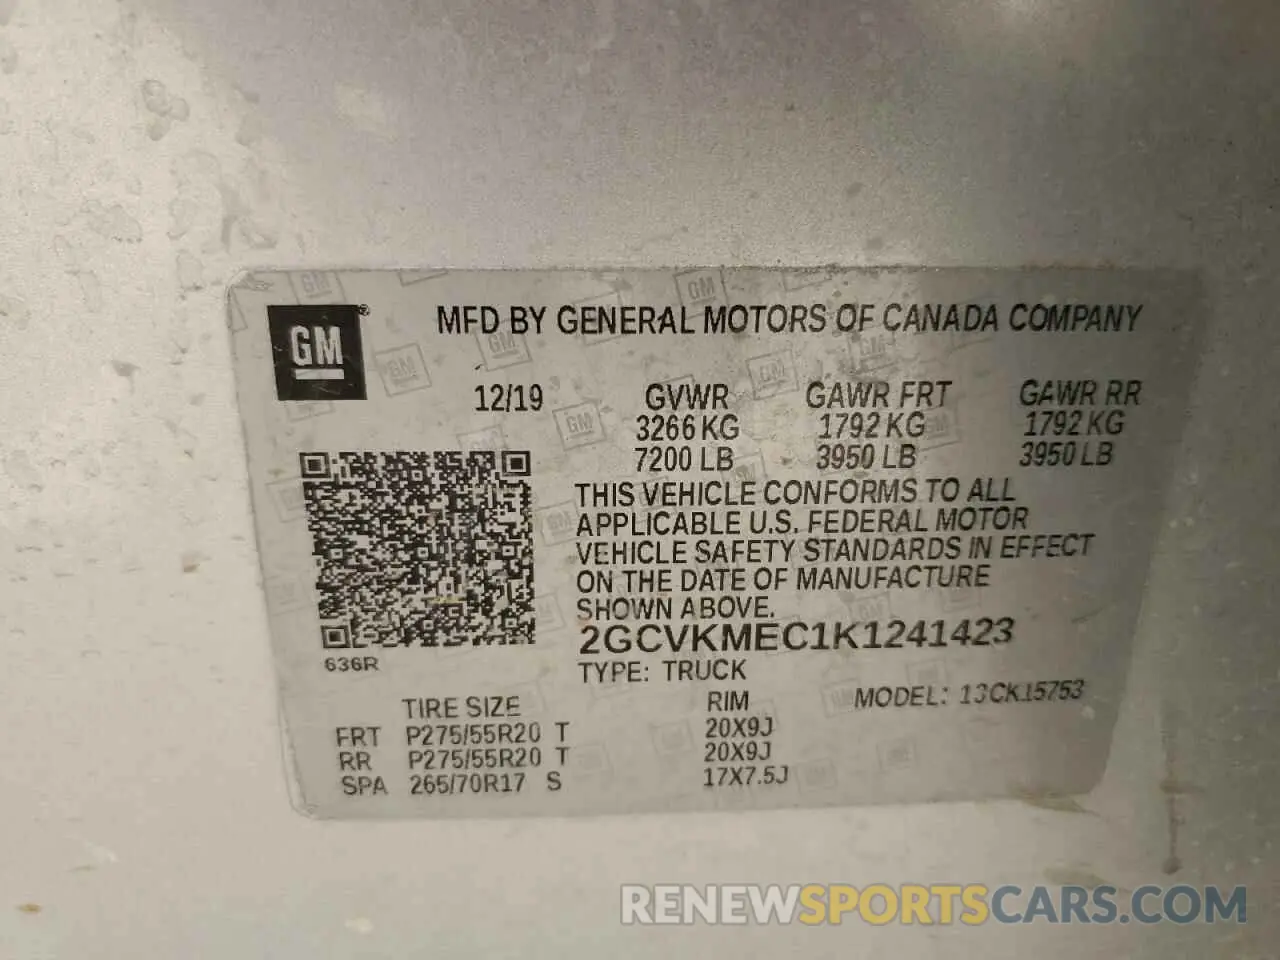 GM ®
MFD BY GENERAL MOTORS OF CANADA COMPANY
12/19 GVWR GAWR FRT GAWR RR
3266 KG 1792 KG 1792 KG
7200 LB 3950 LB 3950 LB
THIS VEHICLE CONFORMS TO ALL
APPLICABLE U.S. FEDERAL MOTOR
VEHICLE SAFETY STANDARDS IN EFFECT
ON THE DATE OF MANUFACTURE
SHOWN ABOVE.
2GCVKMEC1K1241423
636R
TYPE: TRUCK
TIRE SIZE RIM MODEL: 13CK15753
FRT P275/55R20 T 20X9J
RR P275/55R20 T 20X9J
SPA 265/70R17 S 17X7.5J
RENEWSPORTSCARS.COM